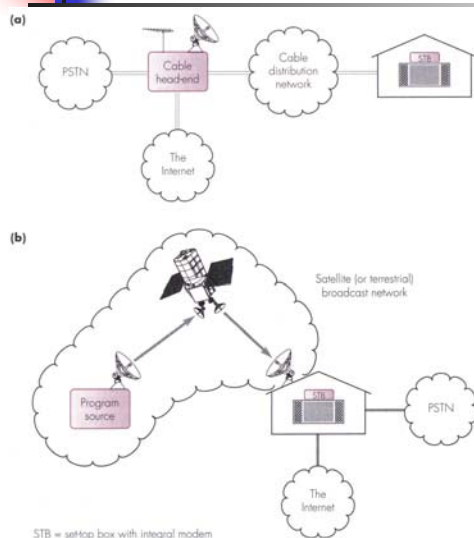 (a)
PSTN
Cable
head-end
Cable
distribution
network
STB
The
Internet
(b)
Satellite (or terrestrial)
broadcast network
Program
source
STB
PSTN
The
Internet
STB = set-top box with integral modem